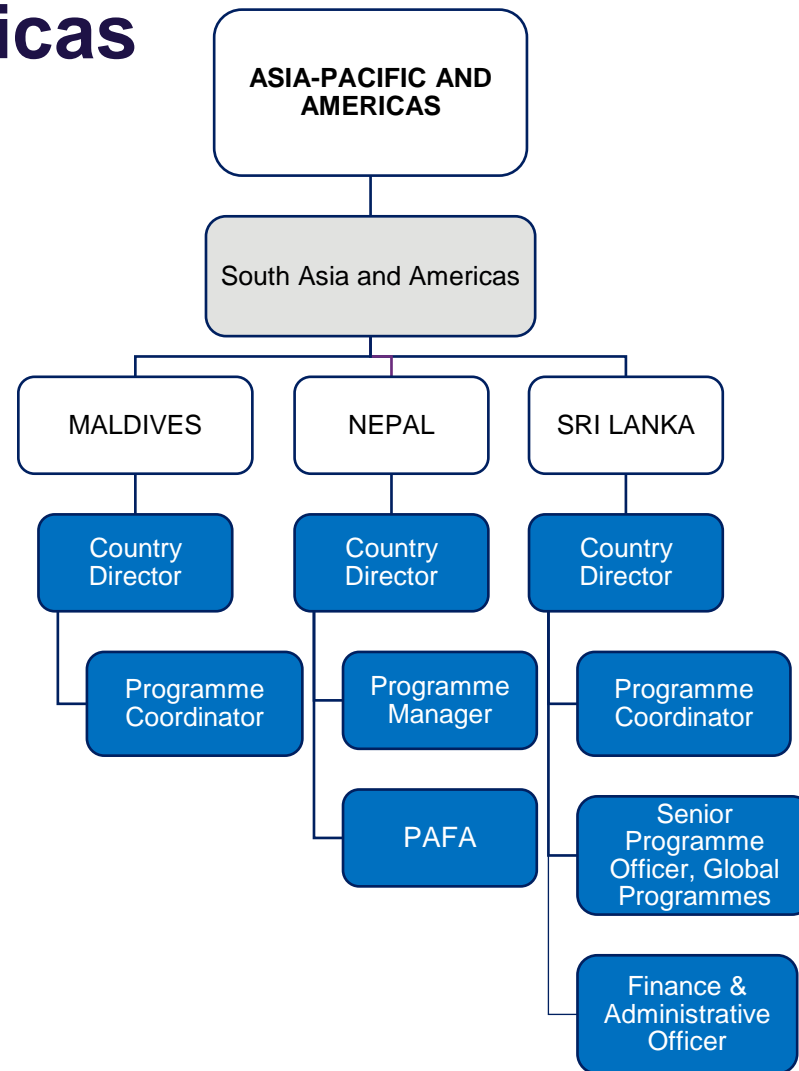 icas
ASIA-PACIFIC AND
AMERICAS
South Asia and Americas
MALDIVES
NEPAL
SRI LANKA
Country
Director
Country
Director
Country
Director
Programme
Coordinator
Programme
Manager
Programme
Coordinator
PAFA
Senior
Programme
Officer, Global
Programmes
Finance &
Administrative
Officer